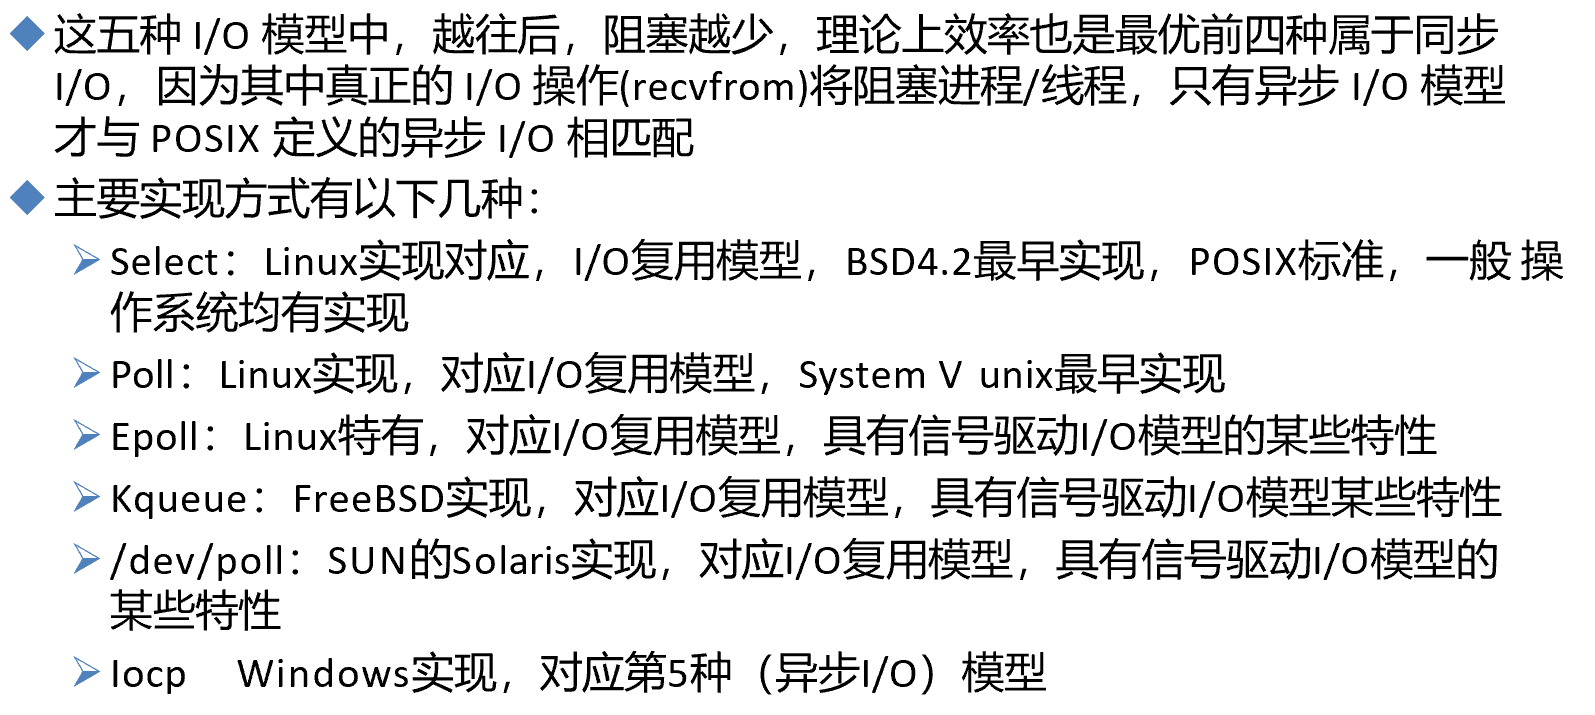 这五种 I/O 模型中，越往后，阻塞越少，理论上效率也是最优前四种属于同步
I/O，因为其中真正的 I/O 操作(recvfrom)将阻塞进程/线程，只有异步 I/O 模型
才与 POSIX 定义的异步 I/O 相匹配
主要实现方式有以下几种：
Select：Linux实现对应，I/O复用模型，BSD4.2最早实现，POSIX标准，一般 操
作系统均有实现
Poll：Linux实现，对应I/O复用模型，System V unix最早实现
Epoll：Linux特有，对应I/O复用模型，具有信号驱动I/O模型的某些特性
Kqueue：FreeBSD实现，对应I/O复用模型，具有信号驱动I/O模型某些特性
/dev/poll：SUN的Solaris实现，对应I/O复用模型，具有信号驱动I/O模型的
某些特性
Iocp Windows实现，对应第5种（异步I/O）模型